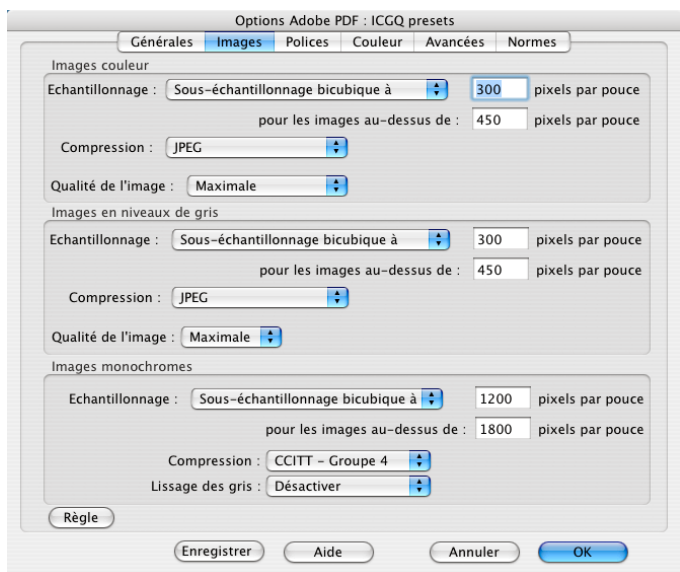 Options Adobe PDF : ICGQ presets
Générales Images Polices Couleur Avancées Normes
Images couleur
Echantillonnage : Sous-échantillonnage bicubique à 300 pixels par pouce
pour les images au-dessus de : 450 pixels par pouce
Compression : JPEG
Qualité de l'image : Maximale
Images en niveaux de gris
Echantillonnage : Sous-échantillonnage bicubique à 300 pixels par pouce
pour les images au-dessus de : 450 pixels par pouce
Compression : JPEG
Qualité de l'image : Maximale
Images monochromes
Echantillonnage : Sous-échantillonnage bicubique à 1200 pixels par pouce
pour les images au-dessus de : 1800 pixels par pouce
Compression : CCITT – Groupe 4
Lissage des gris : Désactiver
Règle
Enregistrer Aide Annuler OK